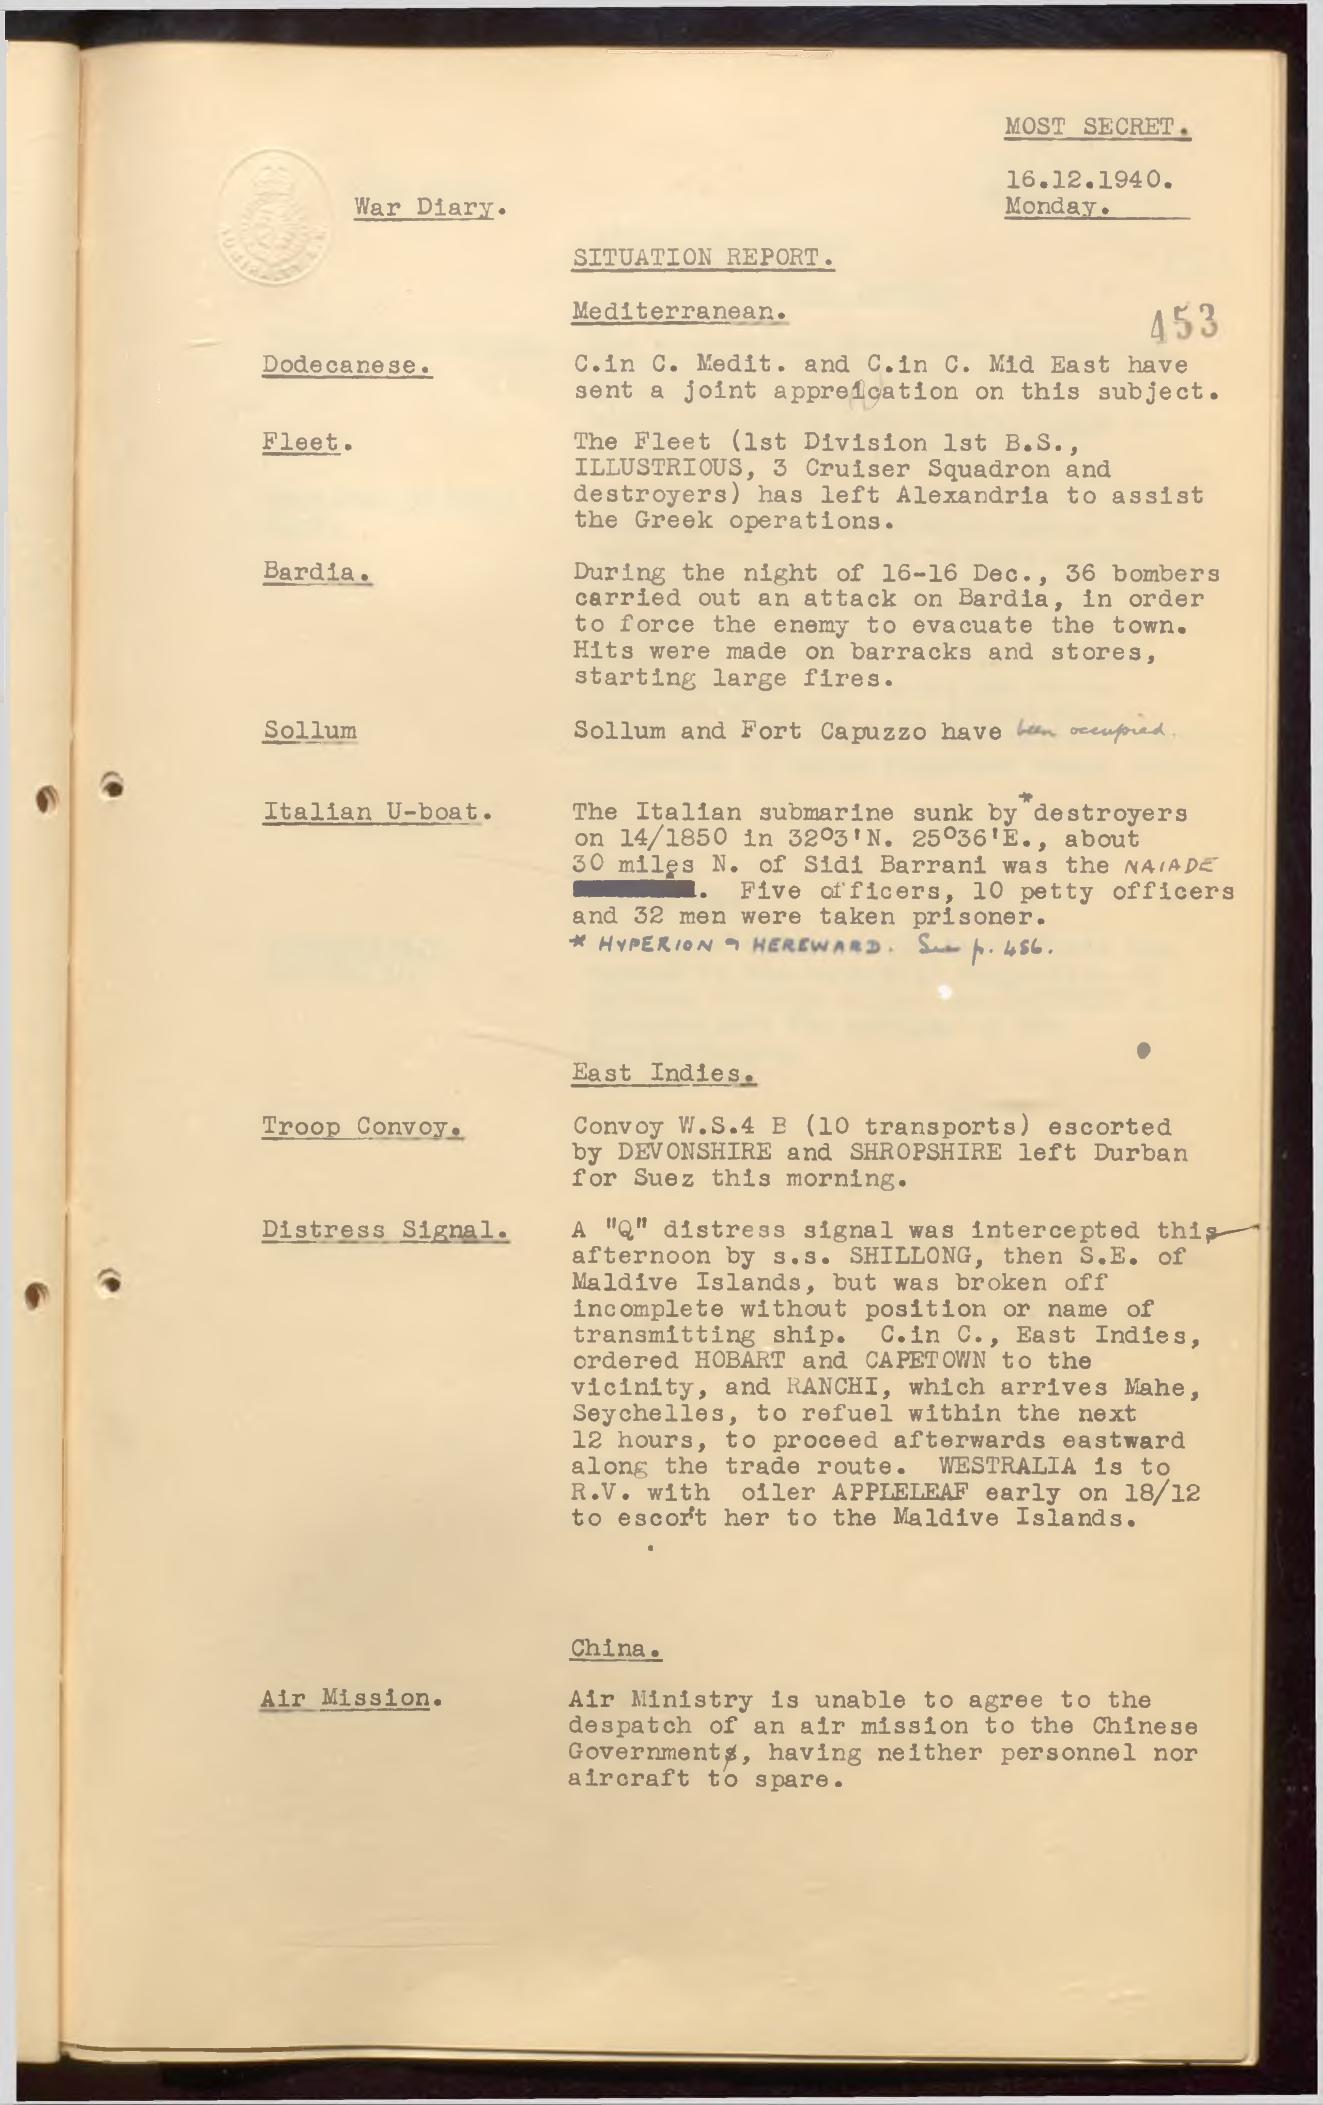 MOST SECRET.
16.12.1940.
Monday.
War Diary.
SITUATION REPORT.
Mediterranean.
453
Dodecanese.
C.in C. Medit. and C.in C. Mid East have
sent a joint appreication on this subject.
Fleet.
The Fleet (1st Division 1st B.S.,
ILLUSTRIOUS, 3 Cruiser Squadron and
destroyers) has left Alexandria to assist
the Greek operations.
Bardia.
During the night of 16-16 Dec., 36 bombers
carried out an attack on Bardia, in order
to force the enemy to evacuate the town.
Hits were made on barracks and stores,
starting large fires.
Sollum
Sollum and Fort Capuzzo have been occupied.
Italian U-boat.
The Italian submarine sunk by * destroyers
on 14/1850 in 32°3'N. 25°36'E., about
30 miles N. of Sidi Barrani was the NAIADE
. Five officers, 10 petty officers
and 32 men were taken prisoner.
* HYPERION & HEREWARD. See p. 456.
East Indies.
Troop Convoy.
Convoy W.S.4 B (10 transports) escorted
by DEVONSHIRE and SHROPSHIRE left Durban
for Suez this morning.
Distress Signal.
A "Q" distress signal was intercepted this
afternoon by s.s. SHILLONG, then S.E. of
Maldive Islands, but was broken off
incomplete without position or name of
transmitting ship. C.in C., East Indies,
ordered HOBART and CAPETOWN to the
vicinity, and RANCHI, which arrives Mahe,
Seychelles, to refuel within the next
12 hours, to proceed afterwards eastward
along the trade route. WESTRALIA is to
R.V. with oiler APPLELEAF early on 18/12
to escort her to the Maldive Islands.
China.
Air Mission.
Air Ministry is unable to agree to the
despatch of an air mission to the Chinese
Government, having neither personnel nor
aircraft to spare.